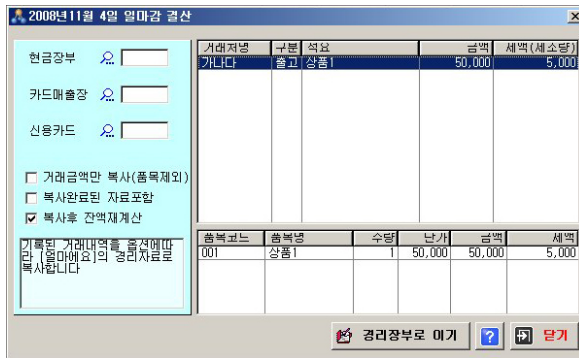 2008년11월 4일 일마감 결산
현금장부
카드매출장
신용카드
거래금액만 복사(품목제외)
복사완료된 자료포함
복사후 잔액재계산
기록된 거래내역을 옵션에따
라 [얼마에요]의 경리자료로
복사합니다
거래처명 구분 적요 금액 세액(세소량)
가나다 출고 상품1 50,000 5,000
품목코드 품목명 수량 단가 금액 세액
001 상품1 1 50,000 50,000 5,000
경리장부로 이기 ? 닫기